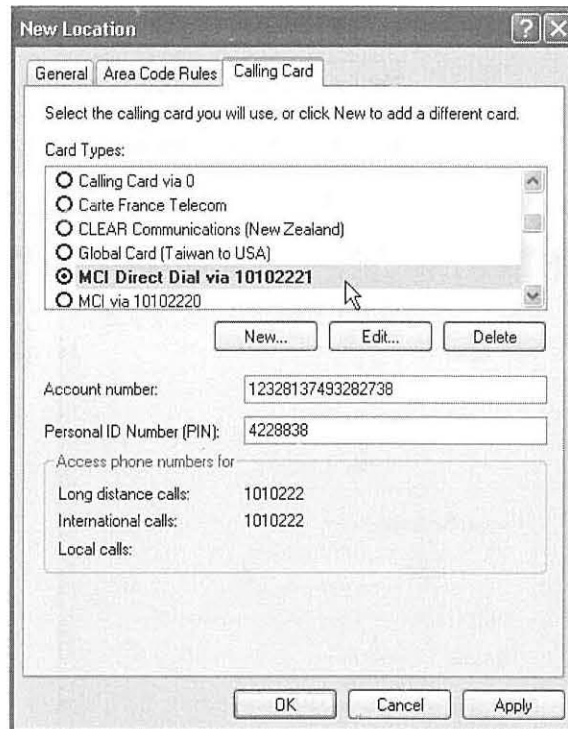 New Location
General Area Code Rules Calling Card
Select the calling card you will use, or click New to add a different card.
Card Types:
Calling Card via 0
Carte France Telecom
CLEAR Communications (New Zealand)
Global Card (Taiwan to USA)
MCI Direct Dial via 10102221
MCI via 10102220
New... Edit... Delete
Account number: 12328137493282738
Personal ID Number (PIN): 4228838
Access phone numbers for
Long distance calls: 1010222
International calls: 1010222
Local calls:
OK Cancel Apply